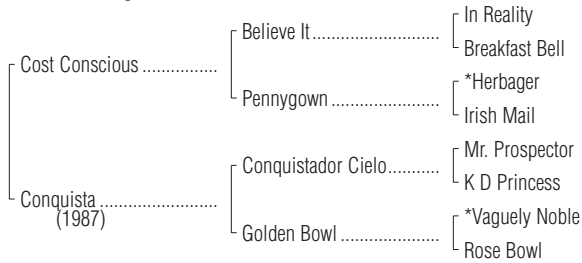 In Reality
Believe It
Breakfast Bell
Cost Conscious
*Herbager
Pennygown
Irish Mail
Mr. Prospector
Conquistador Cielo
K D Princess
Conquista
(1987)
*Vaguely Noble
Golden Bowl
Rose Bowl